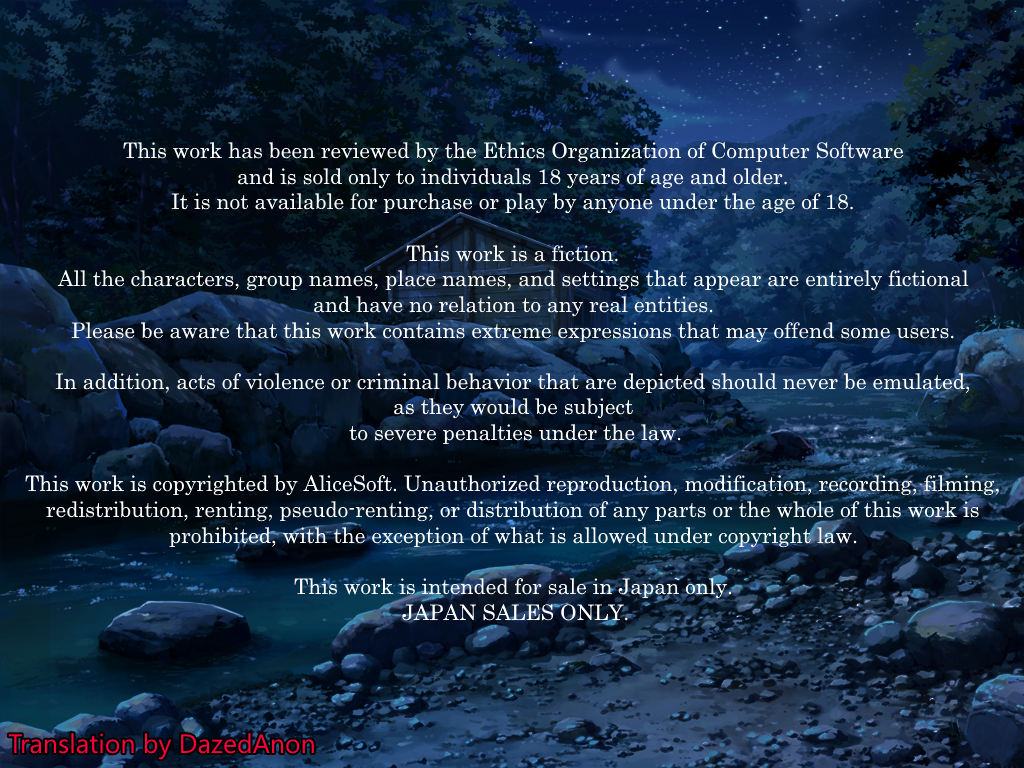 This work has been reviewed by the Ethics Organization of Computer Software
and is sold only to individuals 18 years of age and older.
It is not available for purchase or play by anyone under the age of 18.
This work is a fiction.
All the characters, group names, place names, and settings that appear are entirely fictional
and have no relation to any real entities.
Please be aware that this work contains extreme expressions that may offend some users.
In addition, acts of violence or criminal behavior that are depicted should never be emulated,
as they would be subject
to severe penalties under the law.
This work is copyrighted by AliceSoft. Unauthorized reproduction, modification, recording, filming,
redistribution, renting, pseudo-renting, or distribution of any parts or the whole of this work is
prohibited, with the exception of what is allowed under copyright law.
This work is intended for sale in Japan only.
JAPAN SALES ONLY.
Translation by DazedAnon